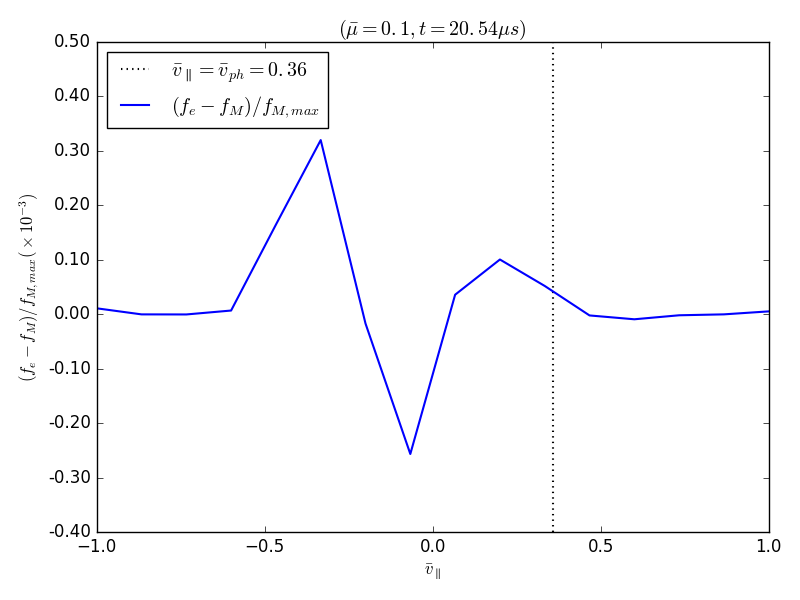 (μ̄ = 0.1, t = 20.54μs)
v̄∥ = v̄ph = 0.36
(fe − fM)/fM,max
0.50
0.40
0.30
0.20
0.10
0.00
-0.10
-0.20
-0.30
-0.40
(fe − fM)/fM,max(×10⁻³)
−1.0 −0.5 0.0 0.5 1.0
v̄∥